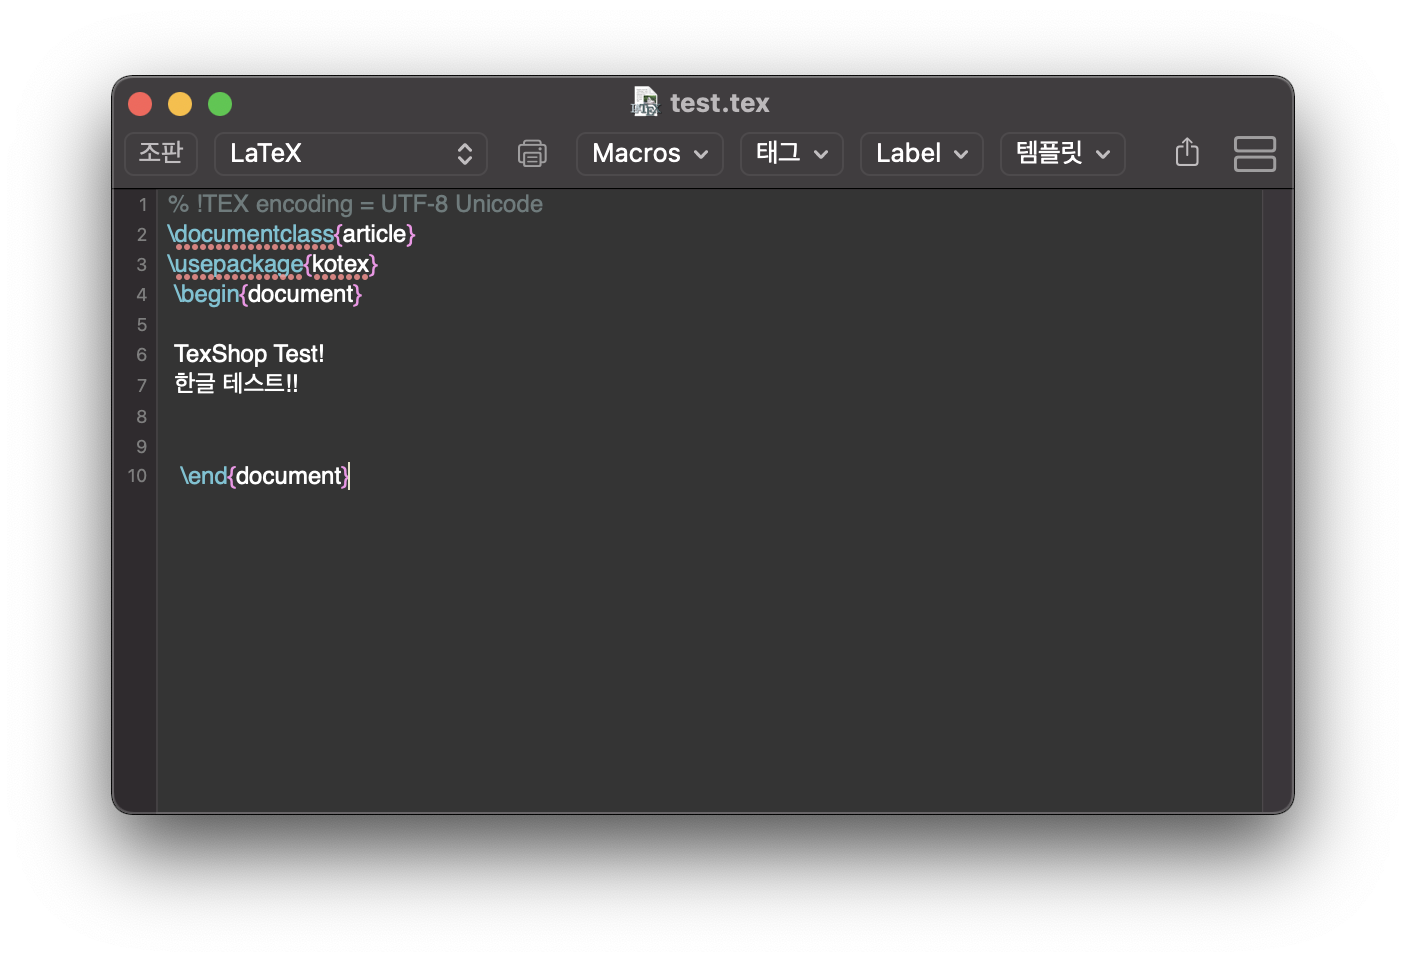 test.tex
조판 LaTeX Macros 태그 Label 템플릿
1 % !TEX encoding = UTF-8 Unicode
2 \documentclass{article}
3 \usepackage{kotex}
4 \begin{document}
5
6 TexShop Test!
7 한글 테스트!!
8
9
10 \end{document}